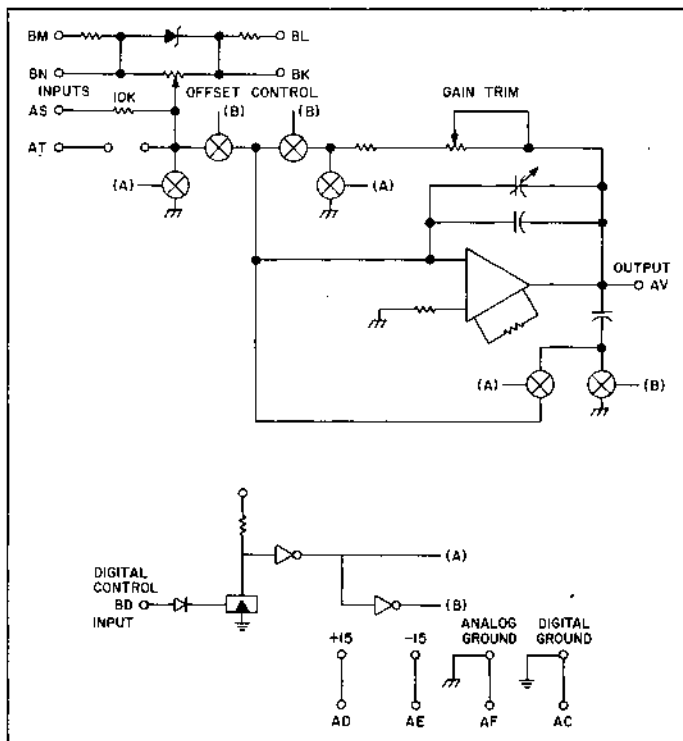 BM
BL
BN
BK
INPUTS
OFFSET CONTROL
GAIN TRIM
AS
10K
(B)
(B)
AT
(A)
(A)
OUTPUT
AV
(A)
(B)
(A)
DIGITAL
CONTROL
BD
INPUT
(B)
+15
-15
ANALOG
GROUND
DIGITAL
GROUND
AD
AE
AF
AC